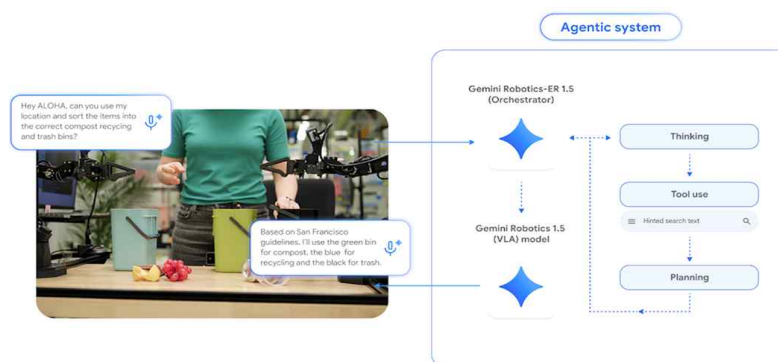 Agentic system
Hey ALOHA, can you use my
location and sort the items into
the correct compost recycling
and trash bins?
Based on San Francisco
guidelines. I'll use the green bin
for compost, the blue for
recycling and the black for trash.
Gemini Robotics-ER 1.5
(Orchestrator)
Gemini Robotics 1.5
(VLA) model
Thinking
Tool use
Hinted search text
Planning